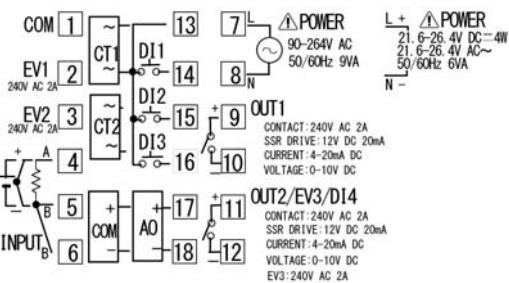 COM 1
EV1 2
240V AC 2A
EV2 3
240V AC 2A
4
5
6
+ A
B
INPUT B
~ CT1 ~
~ CT2 ~
+ COM −
+ AO −
DI1
DI2
DI3
13
14
15
16
17
18
7 L
8 N
⚠POWER
90-264V AC
50/60Hz 9VA
L + ⚠POWER
21.6-26.4V DC⎓4W
21.6-26.4V AC~
50/60Hz 6VA
N −
+ 9 OUT1
− 10
CONTACT:240V AC 2A
SSR DRIVE:12V DC 20mA
CURRENT:4-20mA DC
VOLTAGE:0-10V DC
+ 11 OUT2/EV3/DI4
− 12
CONTACT:240V AC 2A
SSR DRIVE:12V DC 20mA
CURRENT:4-20mA DC
VOLTAGE:0-10V DC
EV3:240V AC 2A